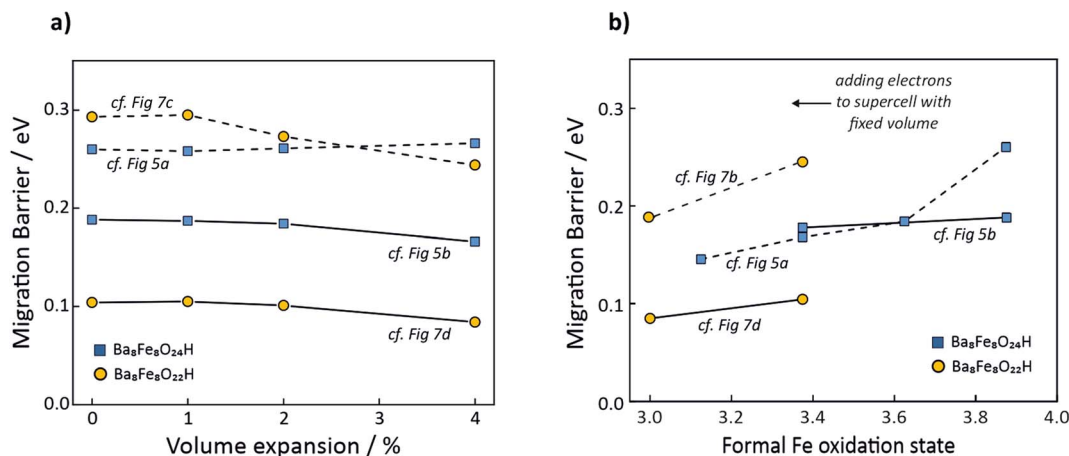 a)
Migration Barrier / eV
0.3
0.2
0.1
0.0
cf. Fig 7c
cf. Fig 5a
cf. Fig 5b
cf. Fig 7d
Ba₈Fe₈O₂₄H
Ba₈Fe₈O₂₂H
0
1
2
3
4
Volume expansion / %
b)
Migration Barrier / eV
0.3
0.2
0.1
0.0
adding electrons
to supercell with
fixed volume
cf. Fig 7b
cf. Fig 5b
cf. Fig 5a
cf. Fig 7d
Ba₈Fe₈O₂₄H
Ba₈Fe₈O₂₂H
3.0
3.2
3.4
3.6
3.8
4.0
Formal Fe oxidation state